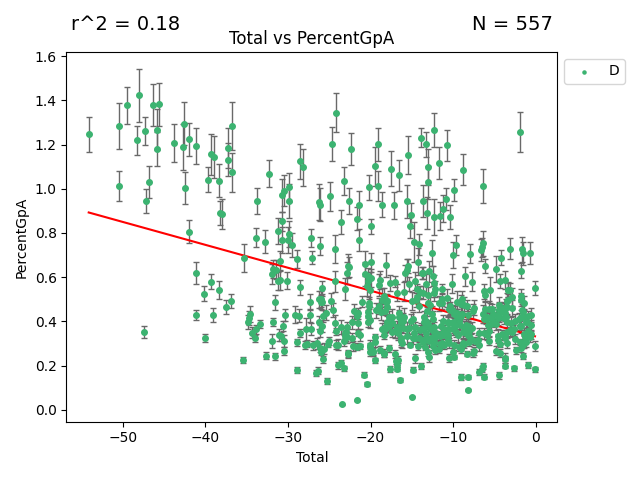 r^2 = 0.18
N = 557
Total vs PercentGpA
D
PercentGpA
1.6
1.4
1.2
1.0
0.8
0.6
0.4
0.2
0.0
−50 −40 −30 −20 −10 0
Total